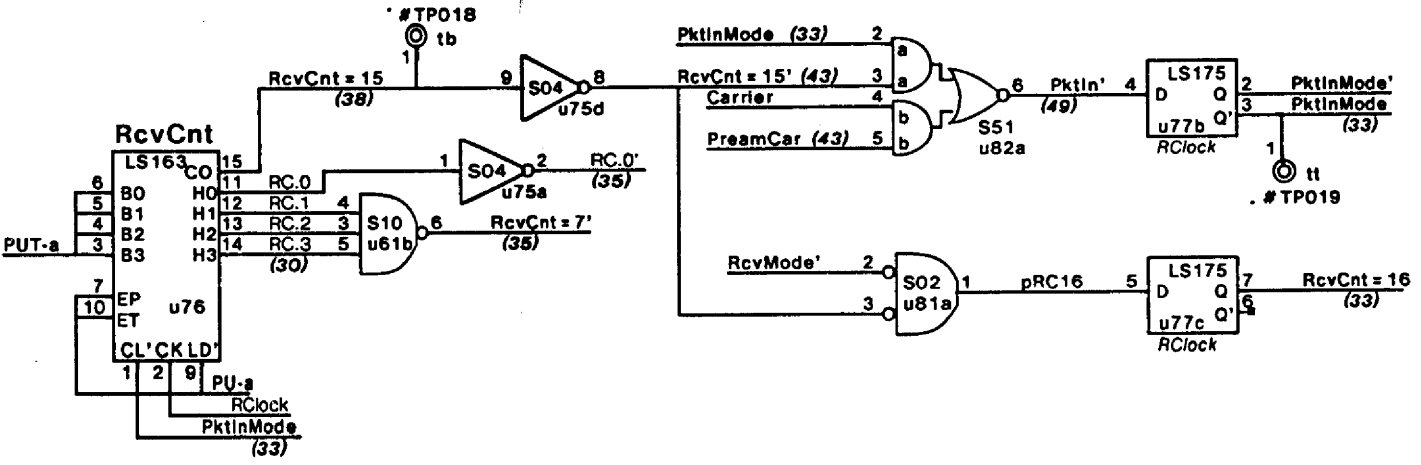 #TP018
tb
1
RcvCnt = 15
(38)
9
S04
8
u75d
RcvCnt
LS163
CO
15
6
B0
H0
11
RC.0
5
B1
H1
12
RC.1
4
B2
H2
13
RC.2
PUT-a
3
B3
H3
14
RC.3
(30)
7
EP
10
ET
u76
CL' CK LD'
1
2
9
PU-a
RClock
PktInMode
(33)
1
S04
2
u75a
RC.0'
(35)
4
3
5
S10
u61b
6
RcvCnt = 7'
(35)
PktInMode (33)
2
a
RcvCnt = 15' (43)
3
a
Carrier
4
b
PreamCar (43)
5
b
6
S51
u82a
PktIn'
(49)
4
LS175
D
Q
Q'
u77b
RClock
2
PktInMode'
3
PktInMode
(33)
1
tt
#TP019
RcvMode'
2
3
S02
u81a
1
pRC16
5
LS175
D
Q
Q'
u77c
RClock
7
6
RcvCnt = 16
(33)